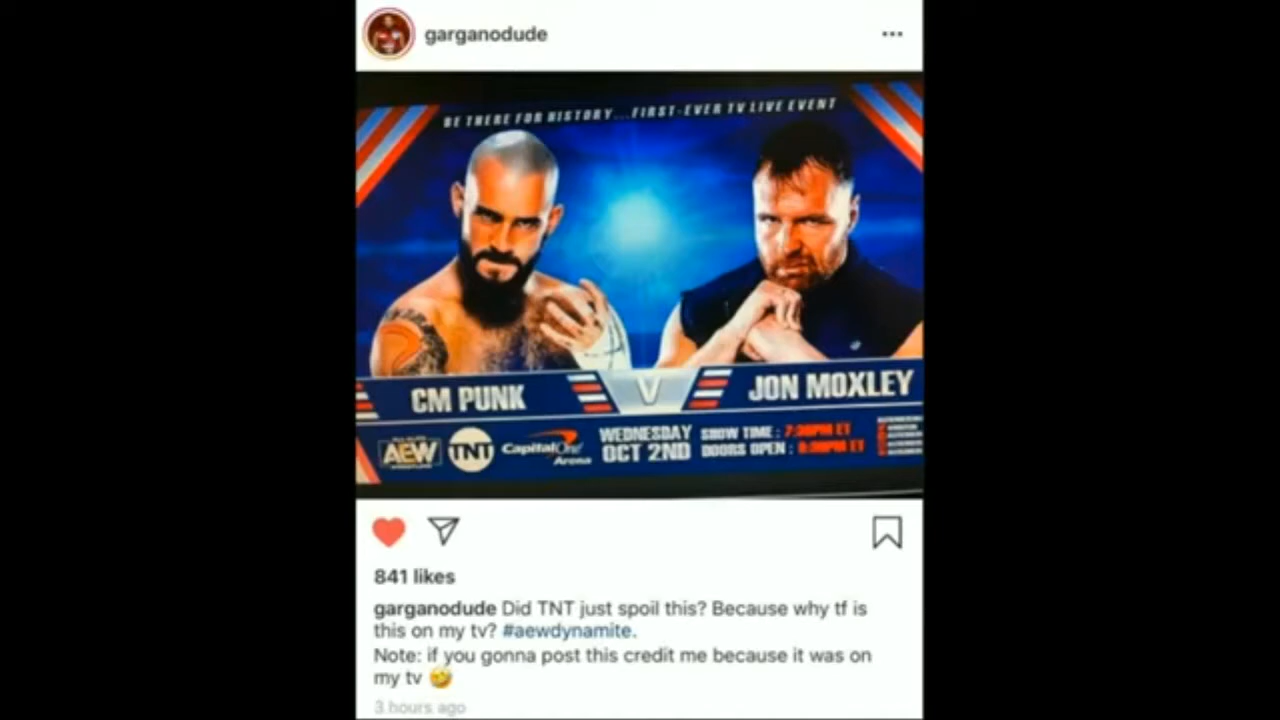 garganodude
BE THERE FOR HISTORY...FIRST-EVER TV LIVE EVENT
CM PUNK
V
JON MOXLEY
AEW
TNT
Capital One
Arena
WEDNESDAY
OCT 2ND
SHOW TIME : 7:30PM ET
DOORS OPEN : 6:30PM ET
841 likes
garganodude Did TNT just spoil this? Because why tf is
this on my tv? #aewdynamite.
Note: if you gonna post this credit me because it was on
my tv 🤣
3 hours ago